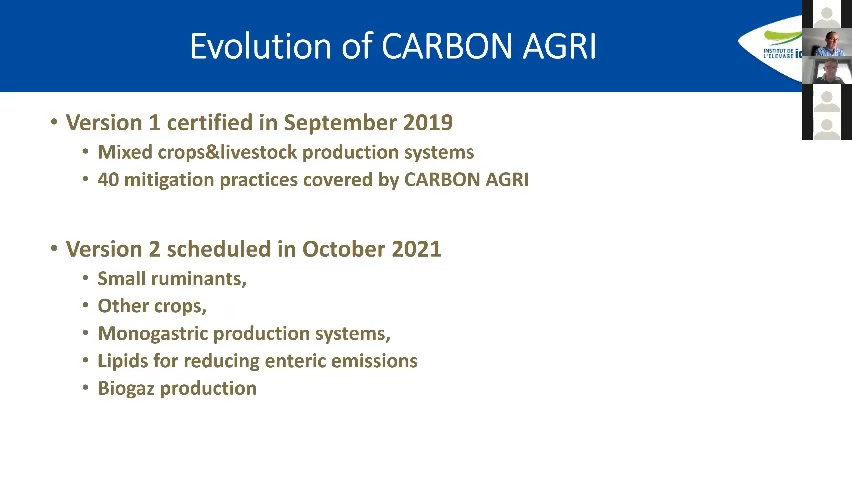 Evolution of CARBON AGRI
INSTITUT DE
L'ELEVAGE
• Version 1 certified in September 2019
• Mixed crops&livestock production systems
• 40 mitigation practices covered by CARBON AGRI
• Version 2 scheduled in October 2021
• Small ruminants,
• Other crops,
• Monogastric production systems,
• Lipids for reducing enteric emissions
• Biogaz production